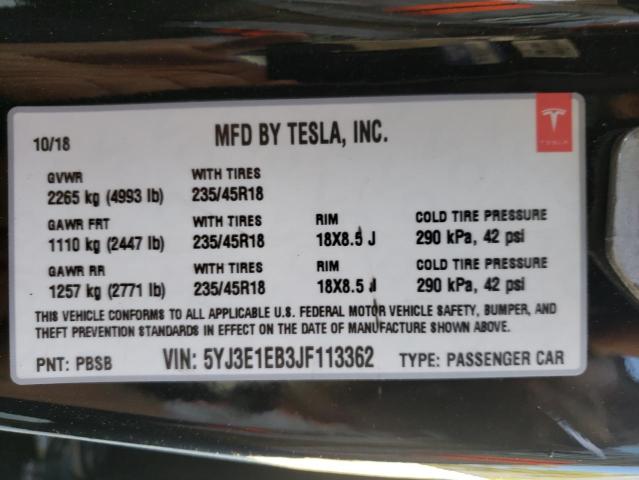 10/18 MFD BY TESLA, INC.
TESLA
GVWR WITH TIRES
2265 kg (4993 lb) 235/45R18
GAWR FRT WITH TIRES RIM COLD TIRE PRESSURE
1110 kg (2447 lb) 235/45R18 18X8.5 J 290 kPa, 42 psi
GAWR RR WITH TIRES RIM COLD TIRE PRESSURE
1257 kg (2771 lb) 235/45R18 18X8.5 J 290 kPa, 42 psi
THIS VEHICLE CONFORMS TO ALL APPLICABLE U.S. FEDERAL MOTOR VEHICLE SAFETY, BUMPER, AND
THEFT PREVENTION STANDARDS IN EFFECT ON THE DATE OF MANUFACTURE SHOWN ABOVE.
PNT: PBSB VIN: 5YJ3E1EB3JF113362 TYPE: PASSENGER CAR